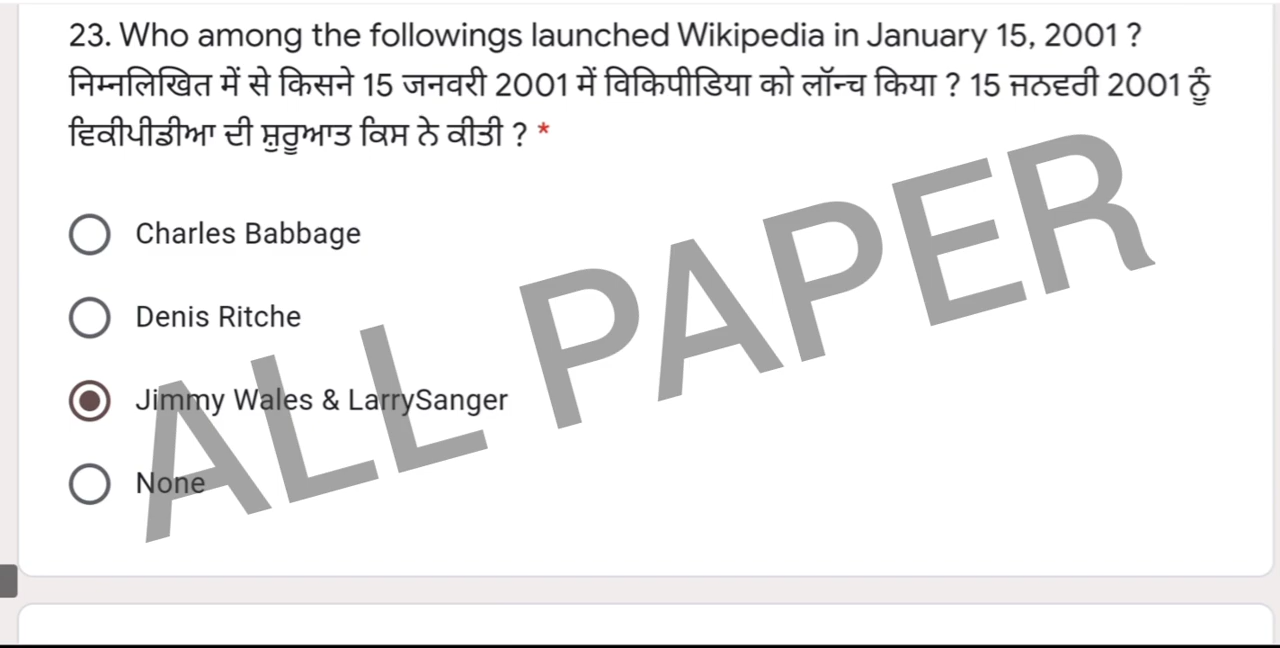 23. Who among the followings launched Wikipedia in January 15, 2001 ?
निम्नलिखित में से किसने 15 जनवरी 2001 में विकिपीडिया को लॉन्च किया ? 15 ਜਨਵਰੀ 2001 ਨੂੰ
ਵਿਕੀਪੀਡੀਆ ਦੀ ਸ਼ੁਰੂਆਤ ਕਿਸ ਨੇ ਕੀਤੀ ? *
Charles Babbage
Denis Ritche
Jimmy Wales & LarrySanger
None
ALL PAPER